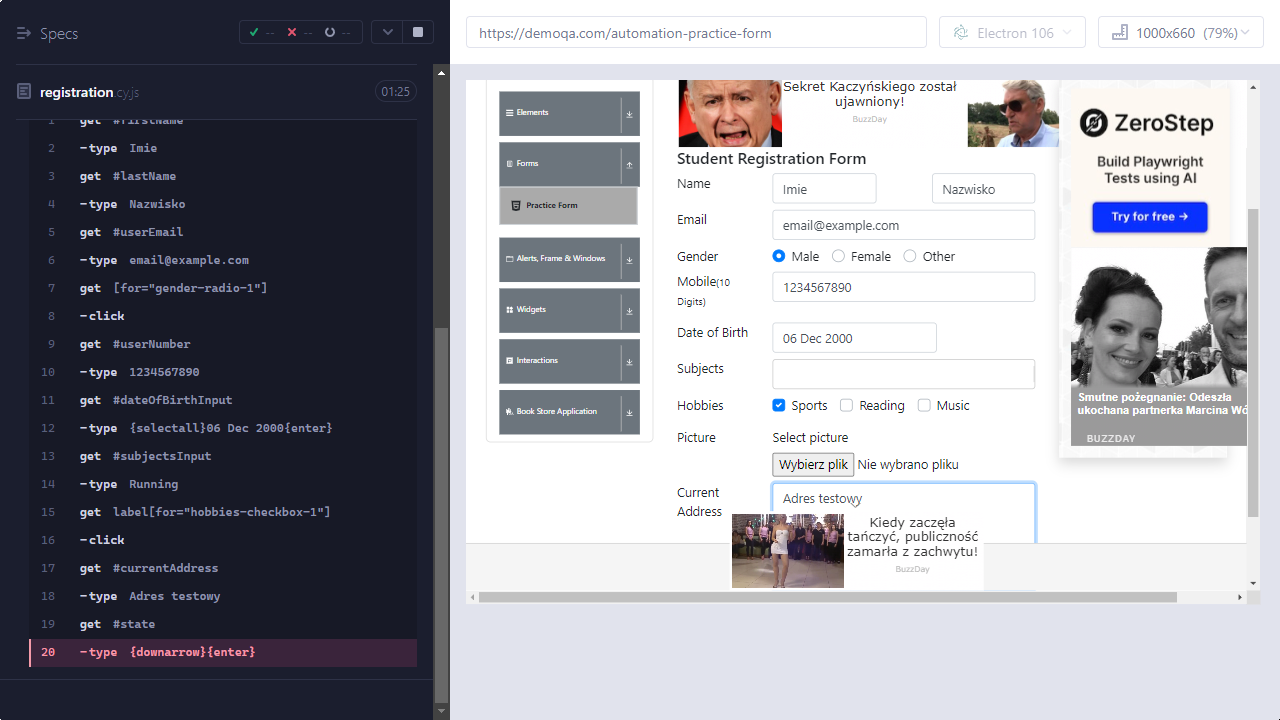 Specs
-- -- --
registration.cy.js
01:25
1 get #firstName
2 -type Imie
3 get #lastName
4 -type Nazwisko
5 get #userEmail
6 -type email@example.com
7 get [for="gender-radio-1"]
8 -click
9 get #userNumber
10 -type 1234567890
11 get #dateOfBirthInput
12 -type {selectall}06 Dec 2000{enter}
13 get #subjectsInput
14 -type Running
15 get label[for="hobbies-checkbox-1"]
16 -click
17 get #currentAddress
18 -type Adres testowy
19 get #state
20 -type {downarrow}{enter}
https://demoqa.com/automation-practice-form
Electron 106
1000x660 (79%)
Elements
Forms
Practice Form
Alerts, Frame & Windows
Widgets
Interactions
Book Store Application
Sekret Kaczyńskiego został
ujawniony!
BuzzDay
Student Registration Form
Name Imie Nazwisko
Email email@example.com
Gender Male Female Other
Mobile(10
Digits) 1234567890
Date of Birth 06 Dec 2000
Subjects
Hobbies Sports Reading Music
Picture Select picture
Wybierz plik Nie wybrano pliku
Current
Address Adres testowy
Kiedy zaczęła
tańczyć, publiczność
zamarła z zachwytu!
BuzzDay
ZeroStep
Build Playwright
Tests using AI
Try for free →
Smutne pożegnanie: Odeszła
ukochana partnerka Marcina Wó
BUZZDAY